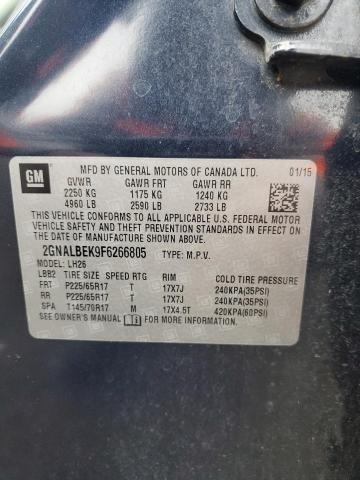 GM
MFD BY GENERAL MOTORS OF CANADA LTD. 01/15
GVWR GAWR FRT GAWR RR
2250 KG 1175 KG 1240 KG
4960 LB 2590 LB 2733 LB
THIS VEHICLE CONFORMS TO ALL APPLICABLE U.S. FEDERAL MOTOR
VEHICLE SAFETY AND THEFT PREVENTION STANDARDS IN EFFECT ON
THE DATE OF MANUFACTURE SHOWN ABOVE.
2GNALBEK9F6266805 TYPE: M.P.V.
MODEL: LH26
LBB2 TIRE SIZE SPEED RTG RIM COLD TIRE PRESSURE
FRT P225/65R17 T 17X7J 240KPA(35PSI)
RR P225/65R17 T 17X7J 240KPA(35PSI)
SPA T145/70R17 M 17X4.5T 420KPA(60PSI)
SEE OWNER'S MANUAL FOR ADDITIONAL INFORMATION.